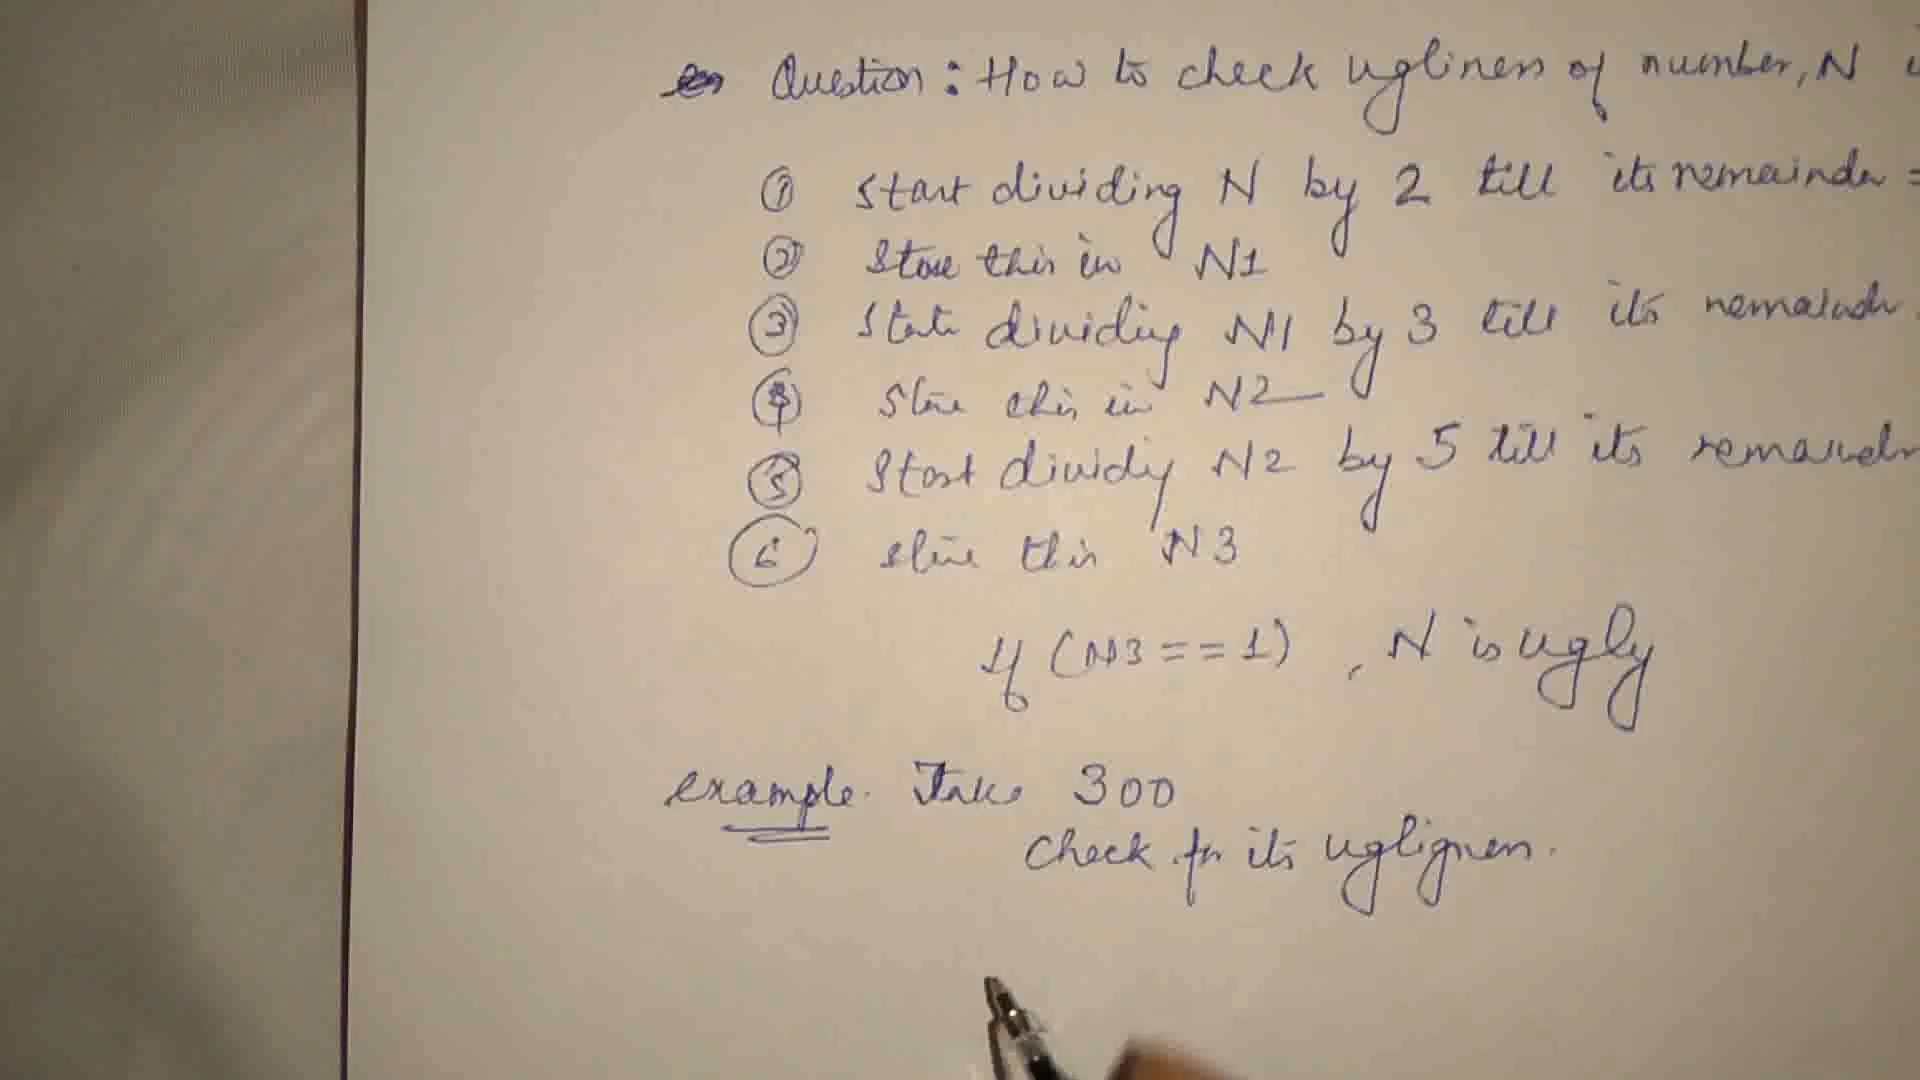 Question: How to check ugliness of number, N
① Start dividing N by 2 till its remainder =
② Store this in N1
③ Start dividing N1 by 3 till its remainder
④ Store this in N2
⑤ Start dividing N2 by 5 till its remainder
⑥ store this N3
If (N3 == 1) , N is ugly
example. Take 300
Check for its